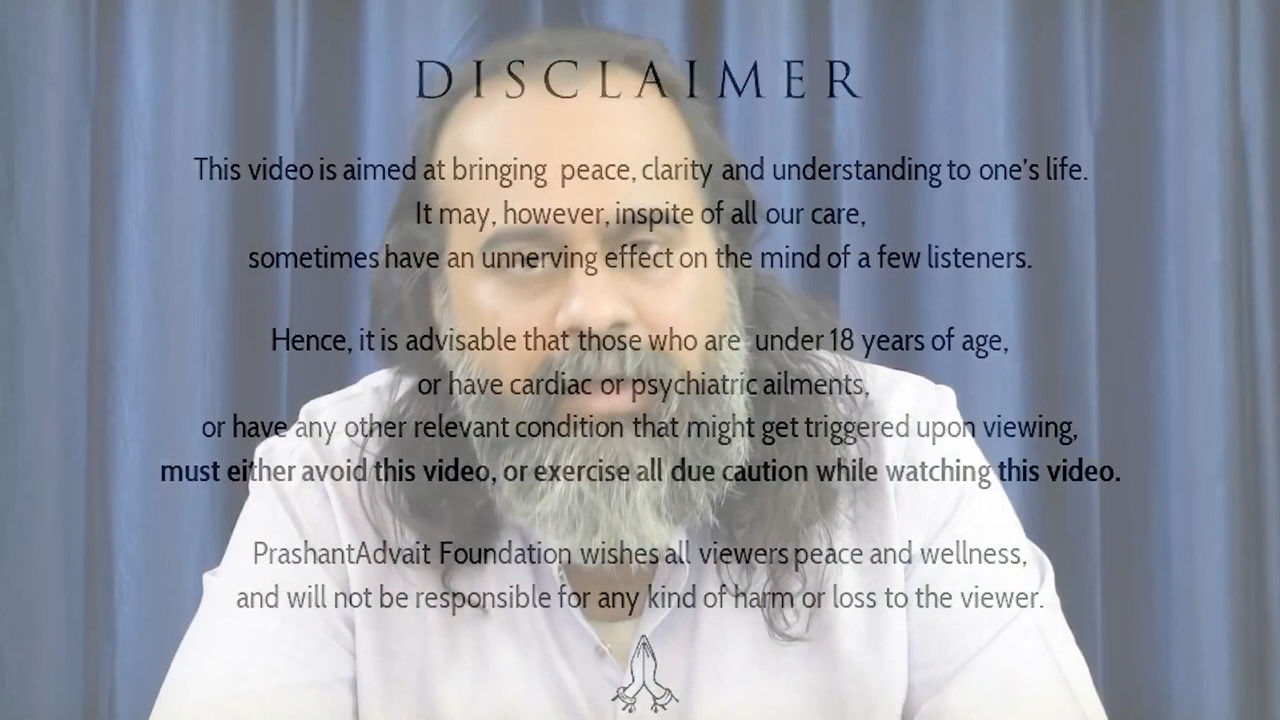 DISCLAIMER
This video is aimed at bringing peace, clarity and understanding to one's life.
It may, however, inspite of all our care,
sometimes have an unnerving effect on the mind of a few listeners.
Hence, it is advisable that those who are under 18 years of age,
or have cardiac or psychiatric ailments,
or have any other relevant condition that might get triggered upon viewing,
must either avoid this video, or exercise all due caution while watching this video.
PrashantAdvait Foundation wishes all viewers peace and wellness,
and will not be responsible for any kind of harm or loss to the viewer.